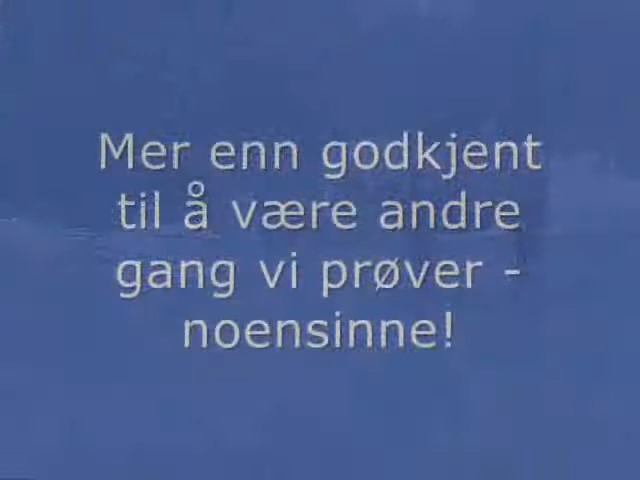 Mer enn godkjent
til å være andre
gang vi prøver -
noensinne!